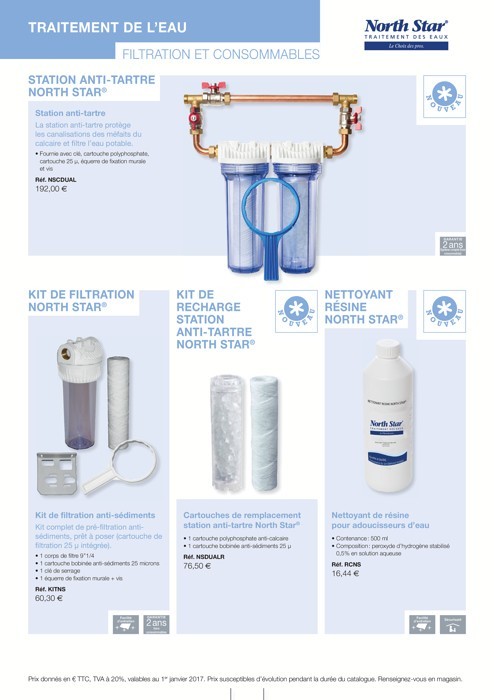 TRAITEMENT DE L'EAU
North Star®
TRAITEMENT DES EAUX
Le Choix des pros.
FILTRATION ET CONSOMMABLES
STATION ANTI-TARTRE
NORTH STAR®
NOUVEAU
Station anti-tartre
La station anti-tartre protège
les canalisations des méfaits du
calcaire et filtre l'eau potable.
• Fournie avec clé, cartouche polyphosphate,
cartouche 25 µ, équerre de fixation murale
et vis
Réf. NSCDUAL
192,00 €
GARANTIE
2 ans
KIT DE FILTRATION
NORTH STAR®
KIT DE
RECHARGE
STATION
ANTI-TARTRE
NORTH STAR®
NOUVEAU
NETTOYANT
RÉSINE
NORTH STAR®
NOUVEAU
NETTOYANT RÉSINE NORTH STAR®
North Star
Kit de filtration anti-sédiments
Kit complet de pré-filtration anti-
sédiments, prêt à poser (cartouche de
filtration 25 µ intégrée).
• 1 corps de filtre 9"1/4
• 1 cartouche bobinée anti-sédiments 25 microns
• 1 clé de serrage
• 1 équerre de fixation murale + vis
Réf. KITNS
60,30 €
GARANTIE
2 ans
Cartouches de remplacement
station anti-tartre North Star®
• 1 cartouche polyphosphate anti-calcaire
• 1 cartouche bobinée anti-sédiments 25 µ
Réf. NSDUALR
76,50 €
Nettoyant de résine
pour adoucisseurs d'eau
• Contenance : 500 ml
• Composition : peroxyde d'hydrogène stabilisé
0,5% en solution aqueuse
Réf. RCNS
16,44 €
Prix donnés en € TTC, TVA à 20%, valables au 1er janvier 2017. Prix susceptibles d'évolution pendant la durée du catalogue. Renseignez-vous en magasin.